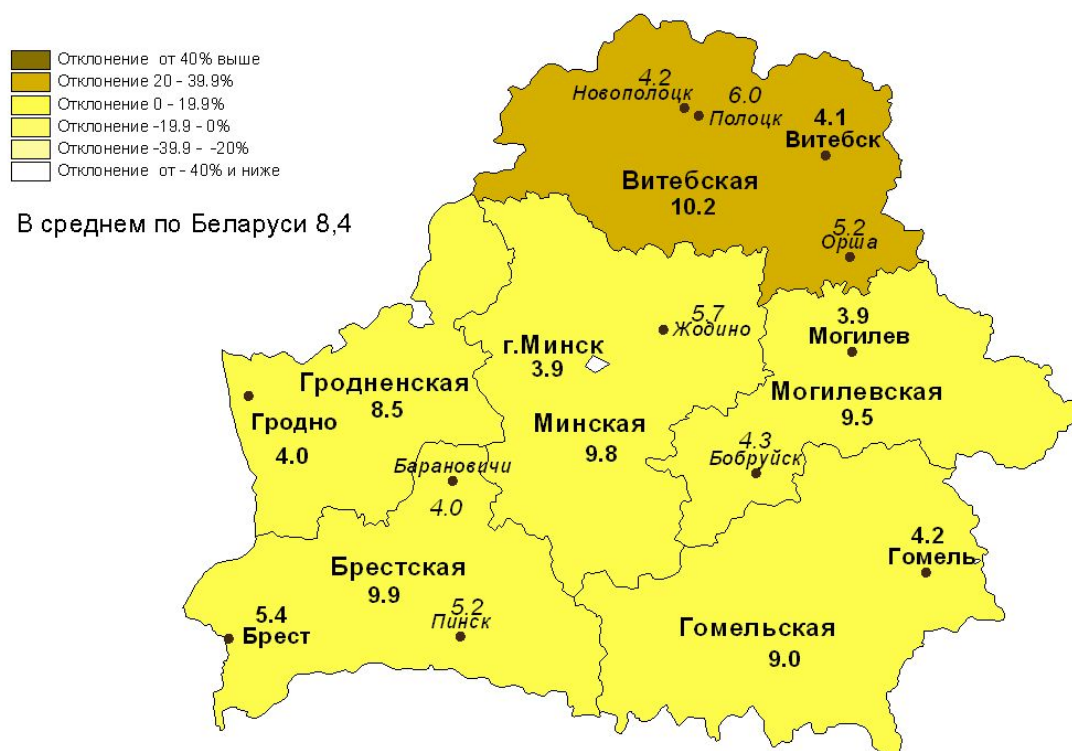 Отклонение от 40% выше
Отклонение 20 - 39.9%
Отклонение 0 - 19.9%
Отклонение -19.9 - 0%
Отклонение -39.9 - -20%
Отклонение от - 40% и ниже
В среднем по Беларуси 8,4
4.2
Новополоцк
6.0
Полоцк
4.1
Витебск
Витебская
10.2
5.2
Орша
5.7
Жодино
3.9
Могилев
г.Минск
3.9
Гродненская
8.5
Могилевская
9.5
Гродно
4.0
Минская
9.8
4.3
Бобруйск
Барановичи
4.0
4.2
Гомель
Брестская
9.9
5.4
Брест
5.2
Пинск
Гомельская
9.0